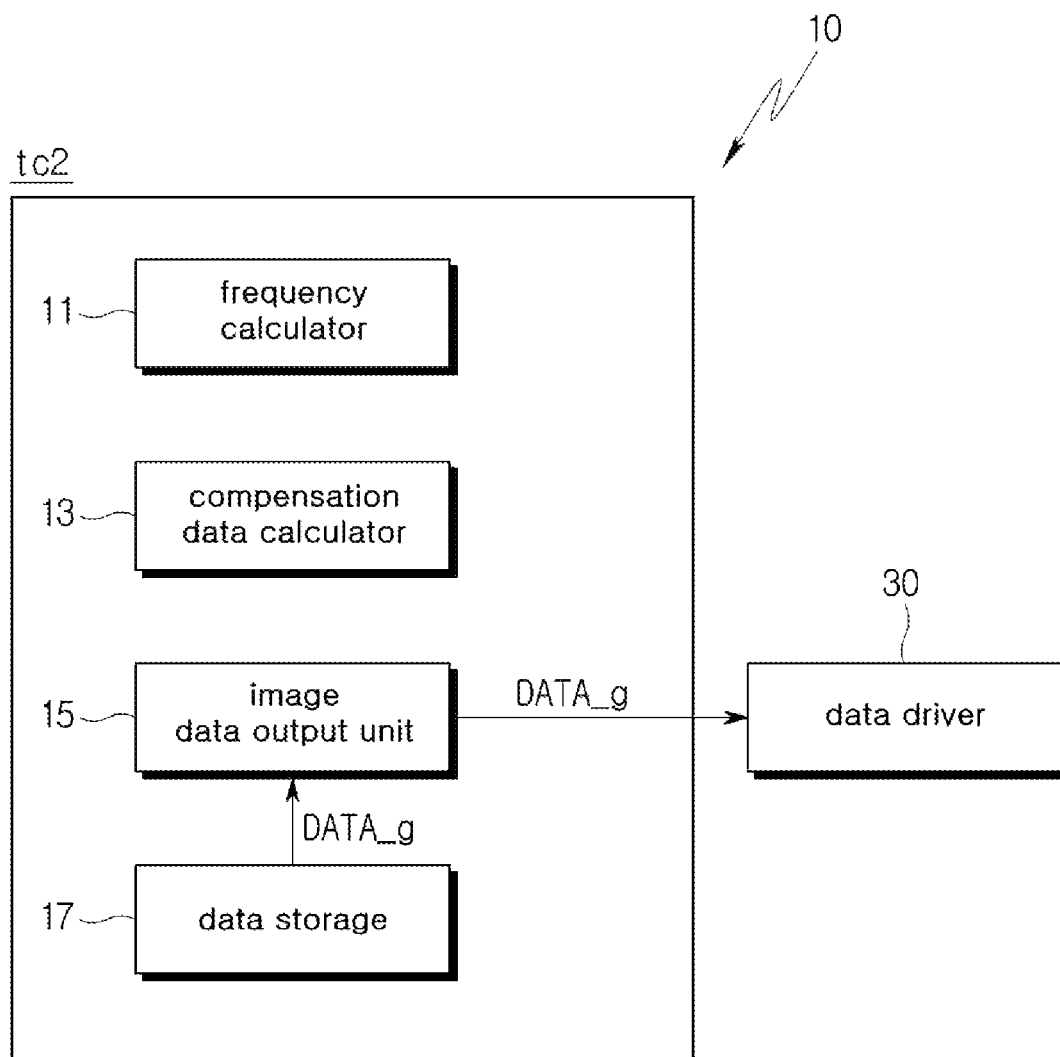 10
tc2
11
frequency
calculator
13
compensation
data calculator
30
15
image
data output unit
DATA_g
data driver
DATA_g
17
data storage